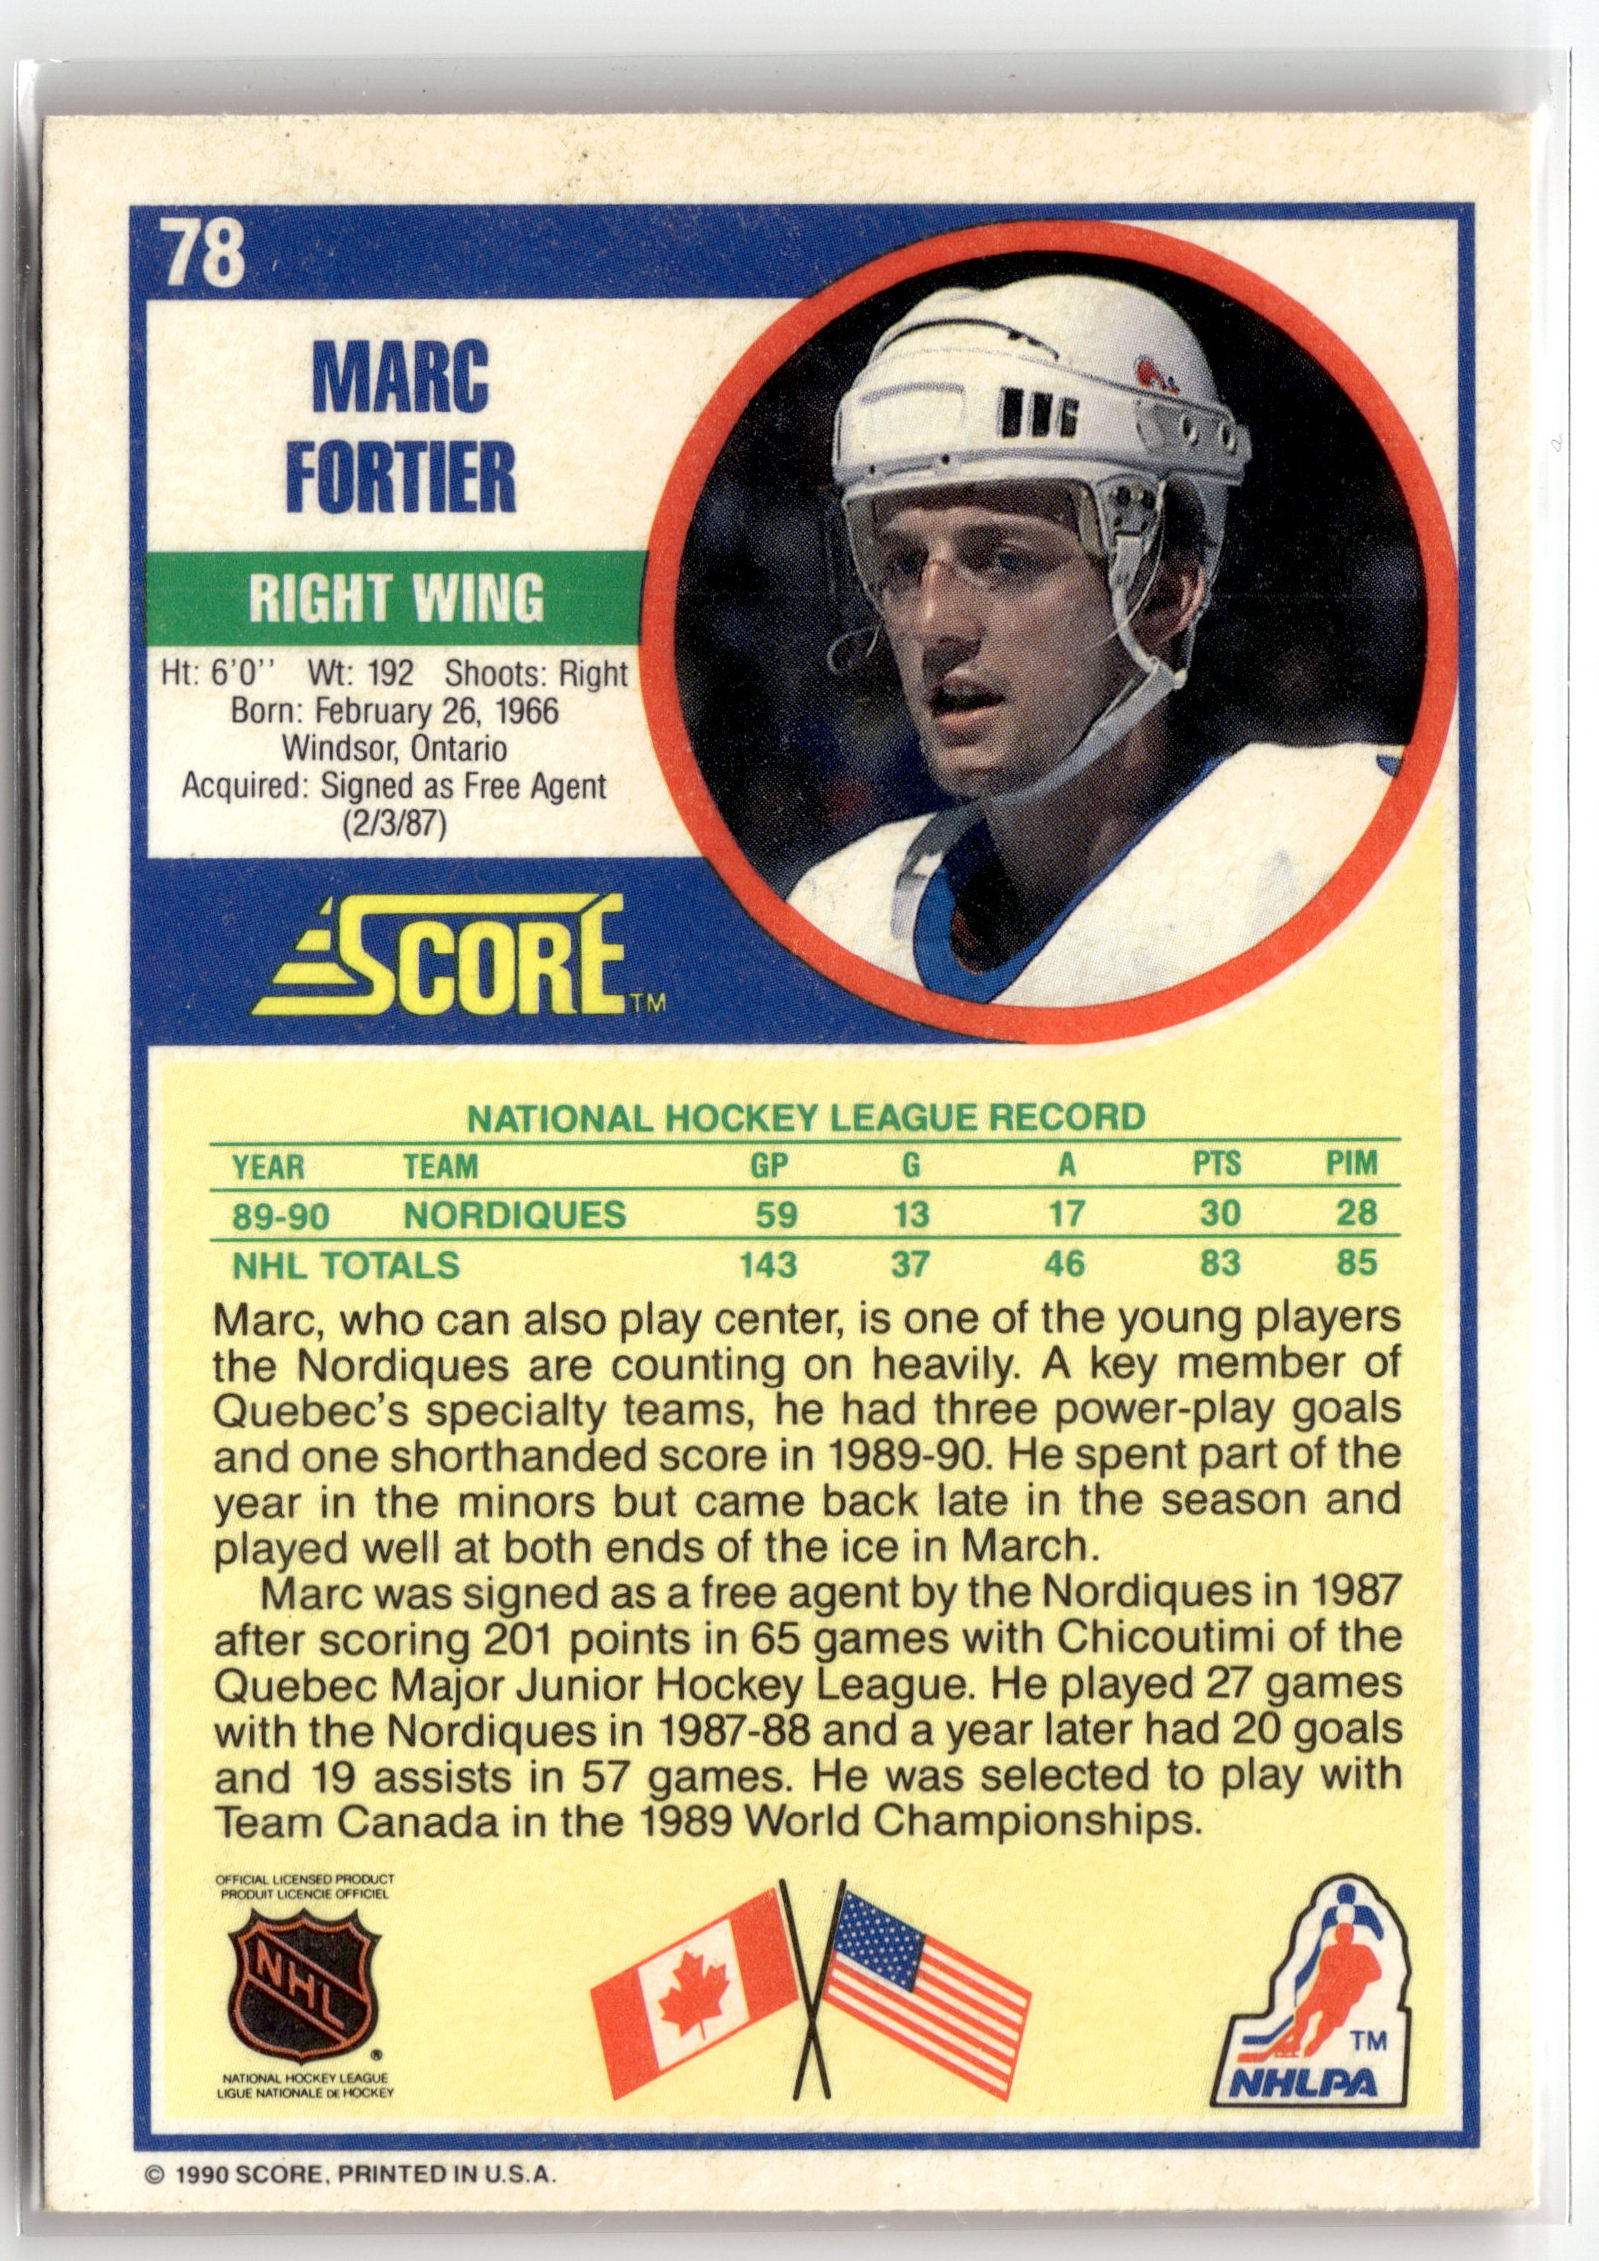 78
MARC
FORTIER
RIGHT WING
Ht: 6'0'' Wt: 192 Shoots: Right
Born: February 26, 1966
Windsor, Ontario
Acquired: Signed as Free Agent
(2/3/87)
SCORE TM
NATIONAL HOCKEY LEAGUE RECORD
YEAR TEAM GP G A PTS PIM
89-90 NORDIQUES 59 13 17 30 28
NHL TOTALS 143 37 46 83 85
Marc, who can also play center, is one of the young players
the Nordiques are counting on heavily. A key member of
Quebec's specialty teams, he had three power-play goals
and one shorthanded score in 1989-90. He spent part of the
year in the minors but came back late in the season and
played well at both ends of the ice in March.
Marc was signed as a free agent by the Nordiques in 1987
after scoring 201 points in 65 games with Chicoutimi of the
Quebec Major Junior Hockey League. He played 27 games
with the Nordiques in 1987-88 and a year later had 20 goals
and 19 assists in 57 games. He was selected to play with
Team Canada in the 1989 World Championships.
OFFICIAL LICENSED PRODUCT
PRODUIT LICENCIE OFFICIEL
NHL ®
NATIONAL HOCKEY LEAGUE
LIGUE NATIONALE DE HOCKEY
TM
NHLPA
© 1990 SCORE, PRINTED IN U.S.A.